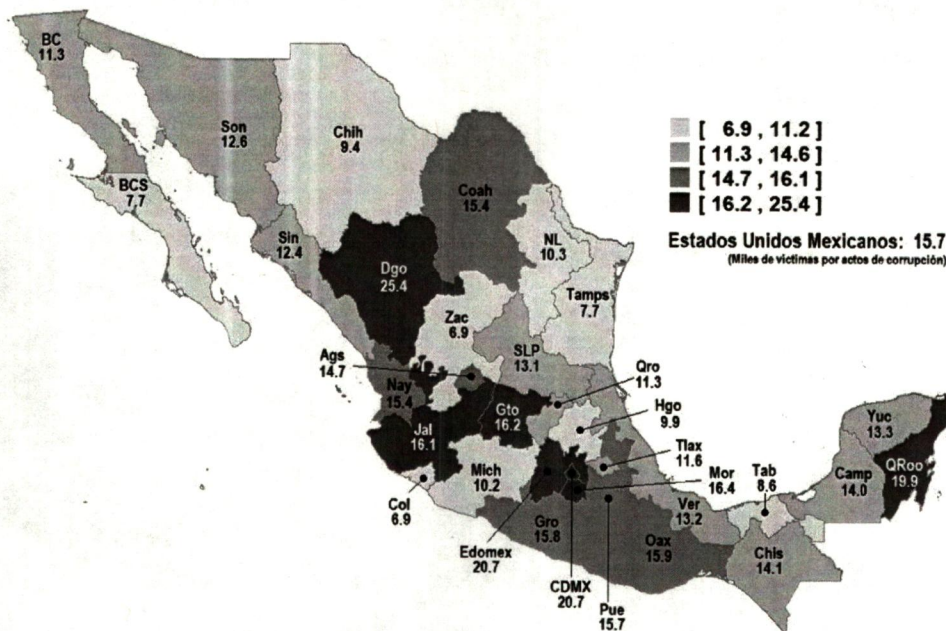 BC
11.3
Son
12.6
Chih
9.4
BCS
7.7
Coah
15.4
Sin
12.4
NL
10.3
Dgo
25.4
Tamps
7.7
Zac
6.9
SLP
13.1
Ags
14.7
Nay
15.4
Qro
11.3
Gto
16.2
Hgo
9.9
Jal
16.1
Tlax
11.6
Mich
10.2
Mor
16.4
Tab
8.6
Yuc
13.3
QRoo
19.9
Camp
14.0
Col
6.9
Ver
13.2
Gro
15.8
Oax
15.9
Chis
14.1
Edomex
20.7
CDMX
20.7
Pue
15.7
[ 6.9 , 11.2 ]
[ 11.3 , 14.6 ]
[ 14.7 , 16.1 ]
[ 16.2 , 25.4 ]
Estados Unidos Mexicanos: 15.7
(Miles de victimas por actos de corrupción)